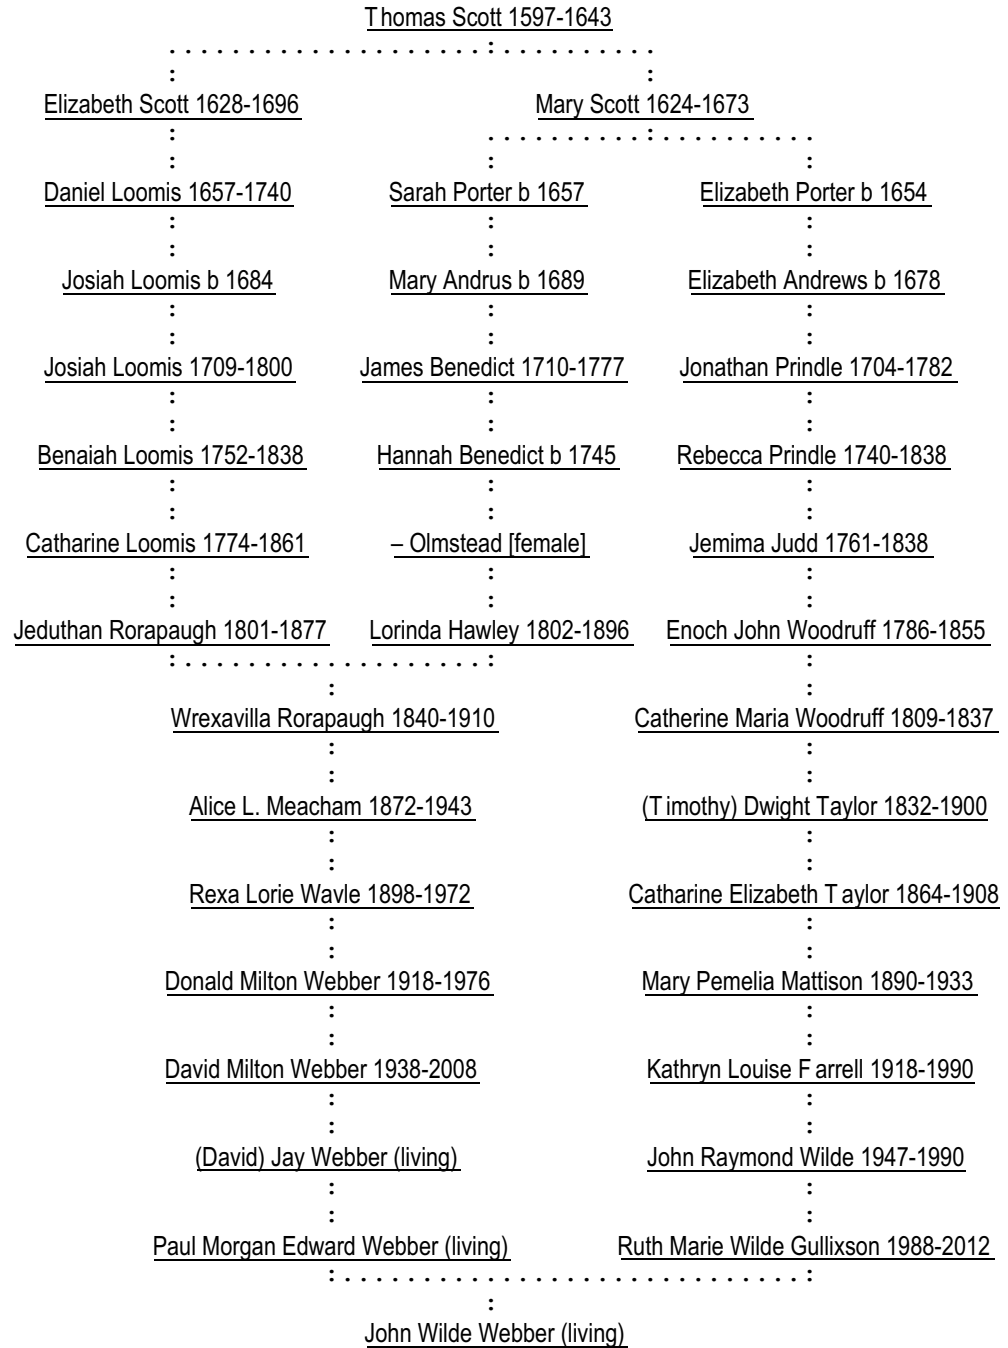 Thomas Scott 1597-1643
Elizabeth Scott 1628-1696 Mary Scott 1624-1673
Daniel Loomis 1657-1740 Sarah Porter b 1657 Elizabeth Porter b 1654
Josiah Loomis b 1684 Mary Andrus b 1689 Elizabeth Andrews b 1678
Josiah Loomis 1709-1800 James Benedict 1710-1777 Jonathan Prindle 1704-1782
Benaiah Loomis 1752-1838 Hannah Benedict b 1745 Rebecca Prindle 1740-1838
Catharine Loomis 1774-1861 – Olmstead [female] Jemima Judd 1761-1838
Jeduthan Rorapaugh 1801-1877 Lorinda Hawley 1802-1896 Enoch John Woodruff 1786-1855
Wrexavilla Rorapaugh 1840-1910 Catherine Maria Woodruff 1809-1837
Alice L. Meacham 1872-1943 (Timothy) Dwight Taylor 1832-1900
Rexa Lorie Wavle 1898-1972 Catharine Elizabeth Taylor 1864-1908
Donald Milton Webber 1918-1976 Mary Pemelia Mattison 1890-1933
David Milton Webber 1938-2008 Kathryn Louise Farrell 1918-1990
(David) Jay Webber (living) John Raymond Wilde 1947-1990
Paul Morgan Edward Webber (living) Ruth Marie Wilde Gullixson 1988-2012
John Wilde Webber (living)